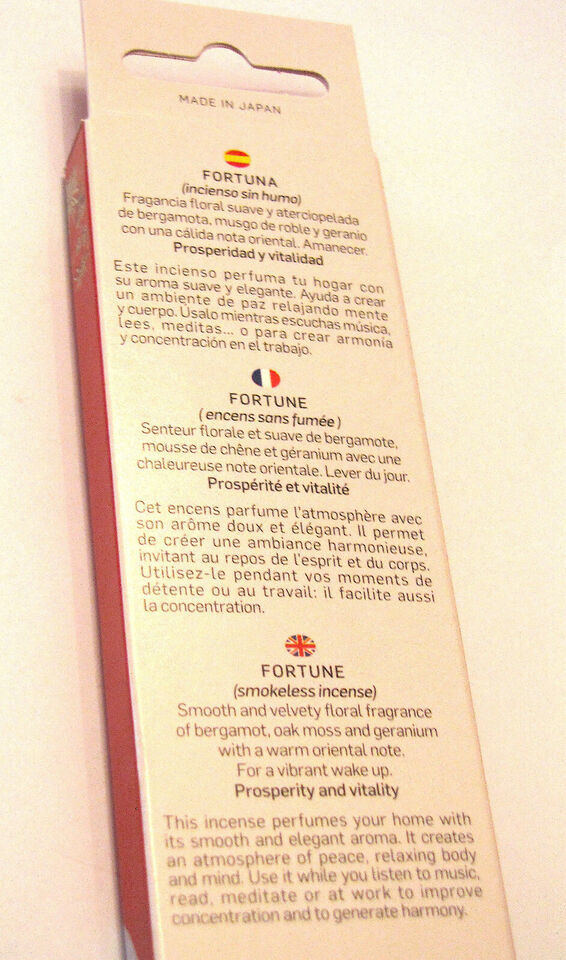 MADE IN JAPAN
FORTUNA
(incienso sin humo)
Fragancia floral suave y aterciopelada
de bergamota, musgo de roble y geranio
con una cálida nota oriental. Amanecer.
Prosperidad y vitalidad
Este incienso perfuma tu hogar con
su aroma suave y elegante. Ayuda a crear
un ambiente de paz relajando mente
y cuerpo. Úsalo mientras escuchas música,
lees, meditas... o para crear armonía
y concentración en el trabajo.
FORTUNE
(encens sans fumée)
Senteur florale et suave de bergamote,
mousse de chêne et géranium avec une
chaleureuse note orientale. Lever du jour.
Prospérité et vitalité
Cet encens parfume l'atmosphère avec
son arôme doux et élégant. Il permet
de créer une ambiance harmonieuse,
invitant au repos de l'esprit et du corps.
Utilisez-le pendant vos moments de
détente ou au travail: il facilite aussi
la concentration.
FORTUNE
(smokeless incense)
Smooth and velvety floral fragrance
of bergamot, oak moss and geranium
with a warm oriental note.
For a vibrant wake up.
Prosperity and vitality
This incense perfumes your home with
its smooth and elegant aroma. It creates
an atmosphere of peace, relaxing body
and mind. Use it while you listen to music,
read, meditate or at work to improve
concentration and to generate harmony.